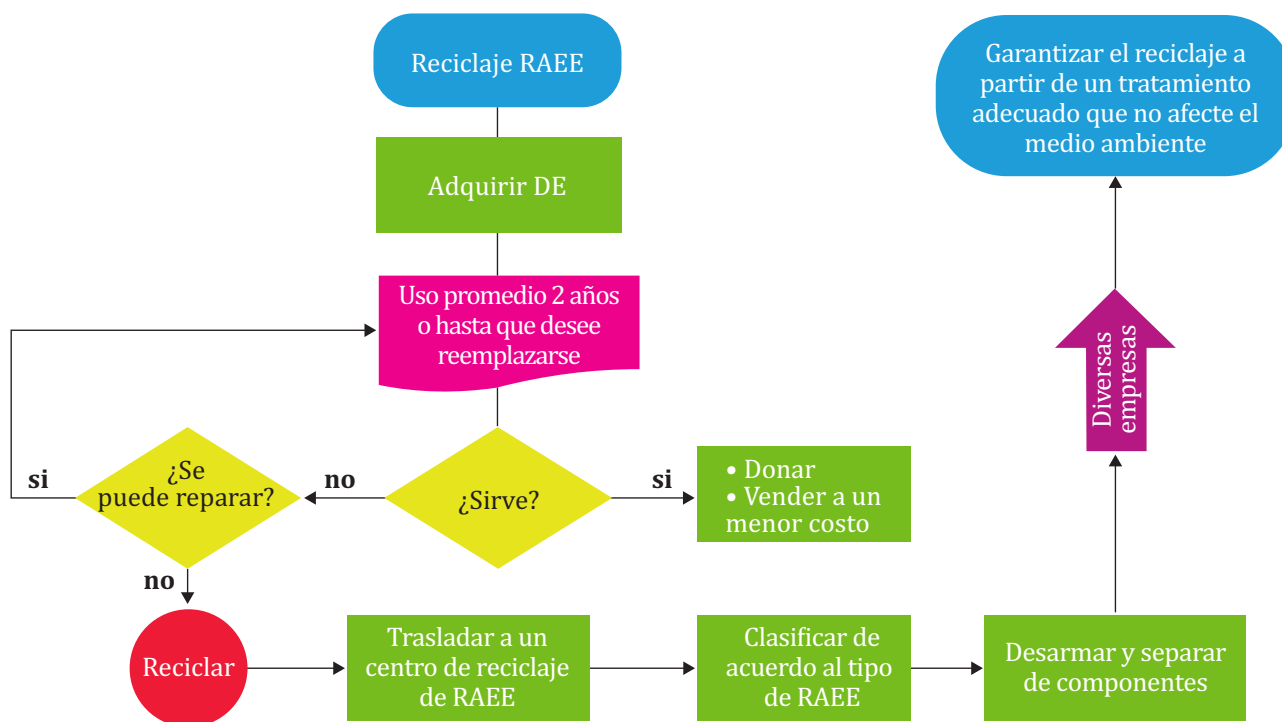 Reciclaje RAEE
Adquirir DE
Uso promedio 2 años
o hasta que desee
reemplazarse
¿Sirve?
si
• Donar
• Vender a un
menor costo
no
¿Se
puede reparar?
si
no
Reciclar
Trasladar a un
centro de reciclaje
de RAEE
Clasificar de
acuerdo al tipo
de RAEE
Desarmar y separar
de componentes
Diversas
empresas
Garantizar el reciclaje a
partir de un tratamiento
adecuado que no afecte el
medio ambiente